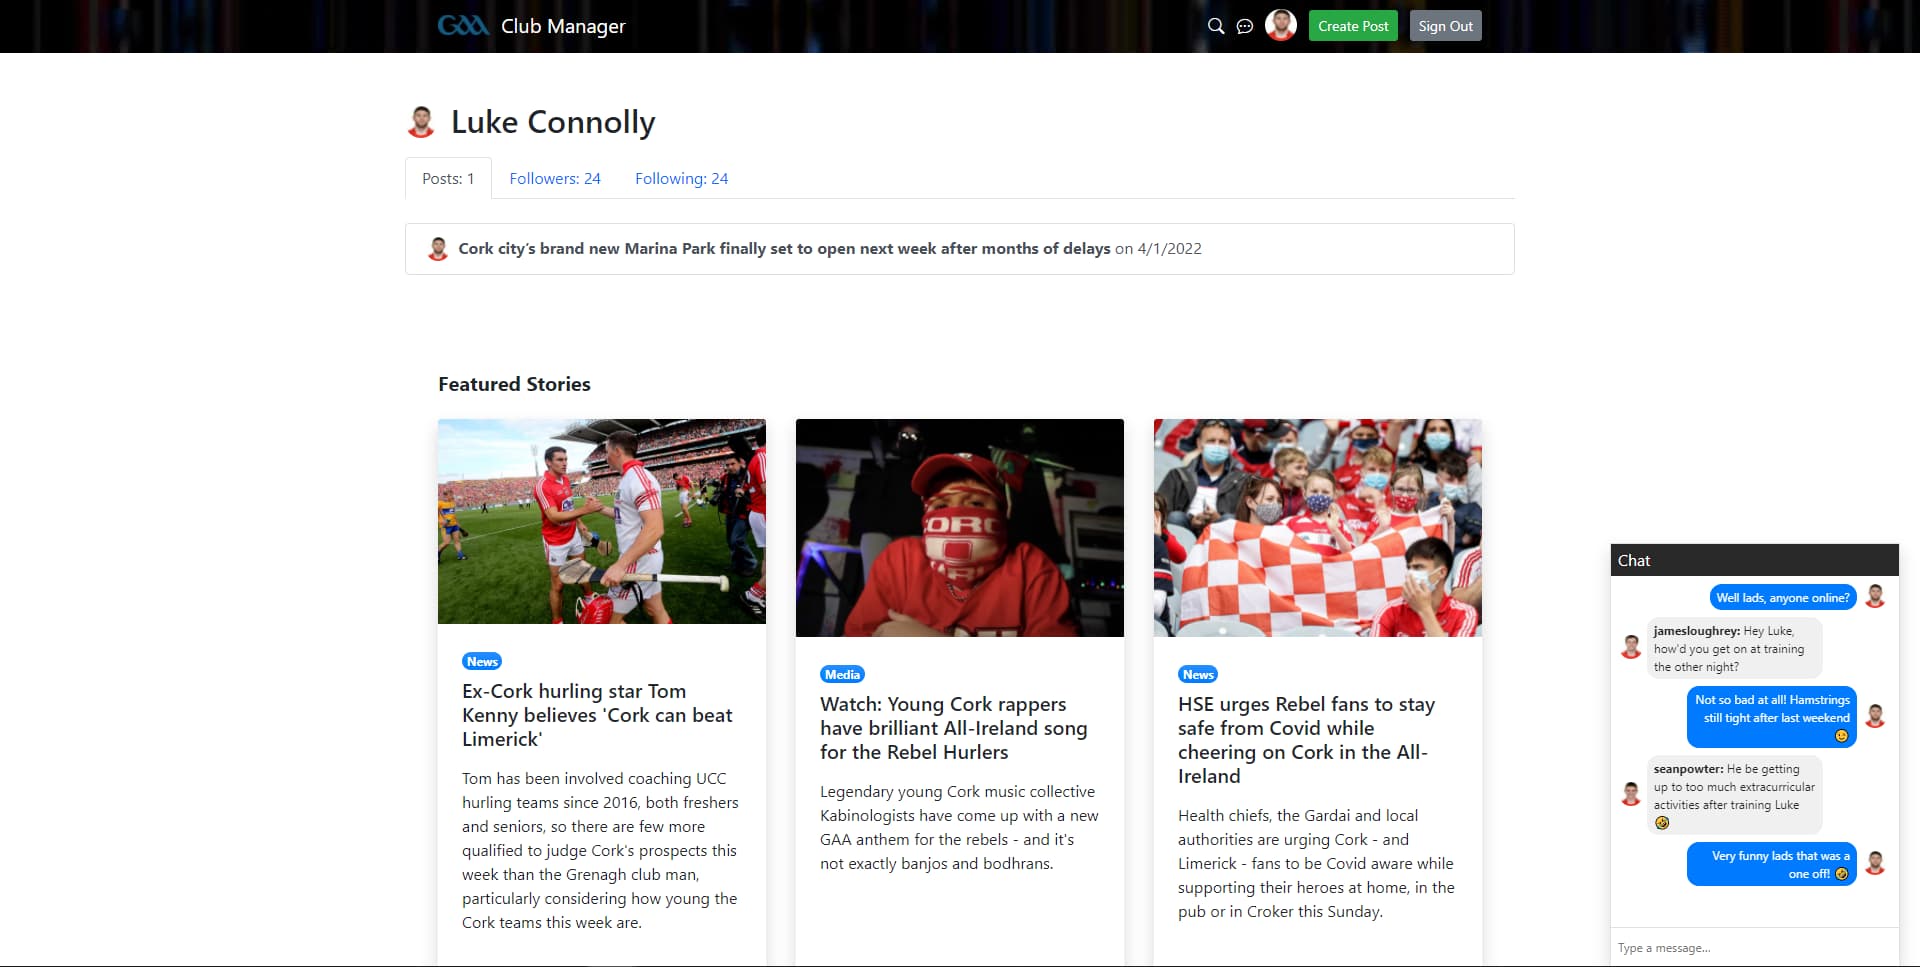 GAA Club Manager
Create Post
Sign Out
Luke Connolly
Posts: 1
Followers: 24
Following: 24
Cork city's brand new Marina Park finally set to open next week after months of delays on 4/1/2022
Featured Stories
News
Ex-Cork hurling star Tom
Kenny believes 'Cork can beat
Limerick'
Tom has been involved coaching UCC
hurling teams since 2016, both freshers
and seniors, so there are few more
qualified to judge Cork's prospects this
week than the Grenagh club man,
particularly considering how young the
Cork teams this week are.
CORK
Media
Watch: Young Cork rappers
have brilliant All-Ireland song
for the Rebel Hurlers
Legendary young Cork music collective
Kabinologists have come up with a new
GAA anthem for the rebels - and it's
not exactly banjos and bodhrans.
News
HSE urges Rebel fans to stay
safe from Covid while
cheering on Cork in the All-
Ireland
Health chiefs, the Gardai and local
authorities are urging Cork - and
Limerick - fans to be Covid aware while
supporting their heroes at home, in the
pub or in Croker this Sunday.
Chat
Well lads, anyone online?
jamesloughrey: Hey Luke,
how'd you get on at training
the other night?
Not so bad at all! Hamstrings
still tight after last weekend
😉
seanpowter: He be getting
up to too much extracurricular
activities after training Luke
🤣
Very funny lads that was a
one off! 🤣
Type a message...